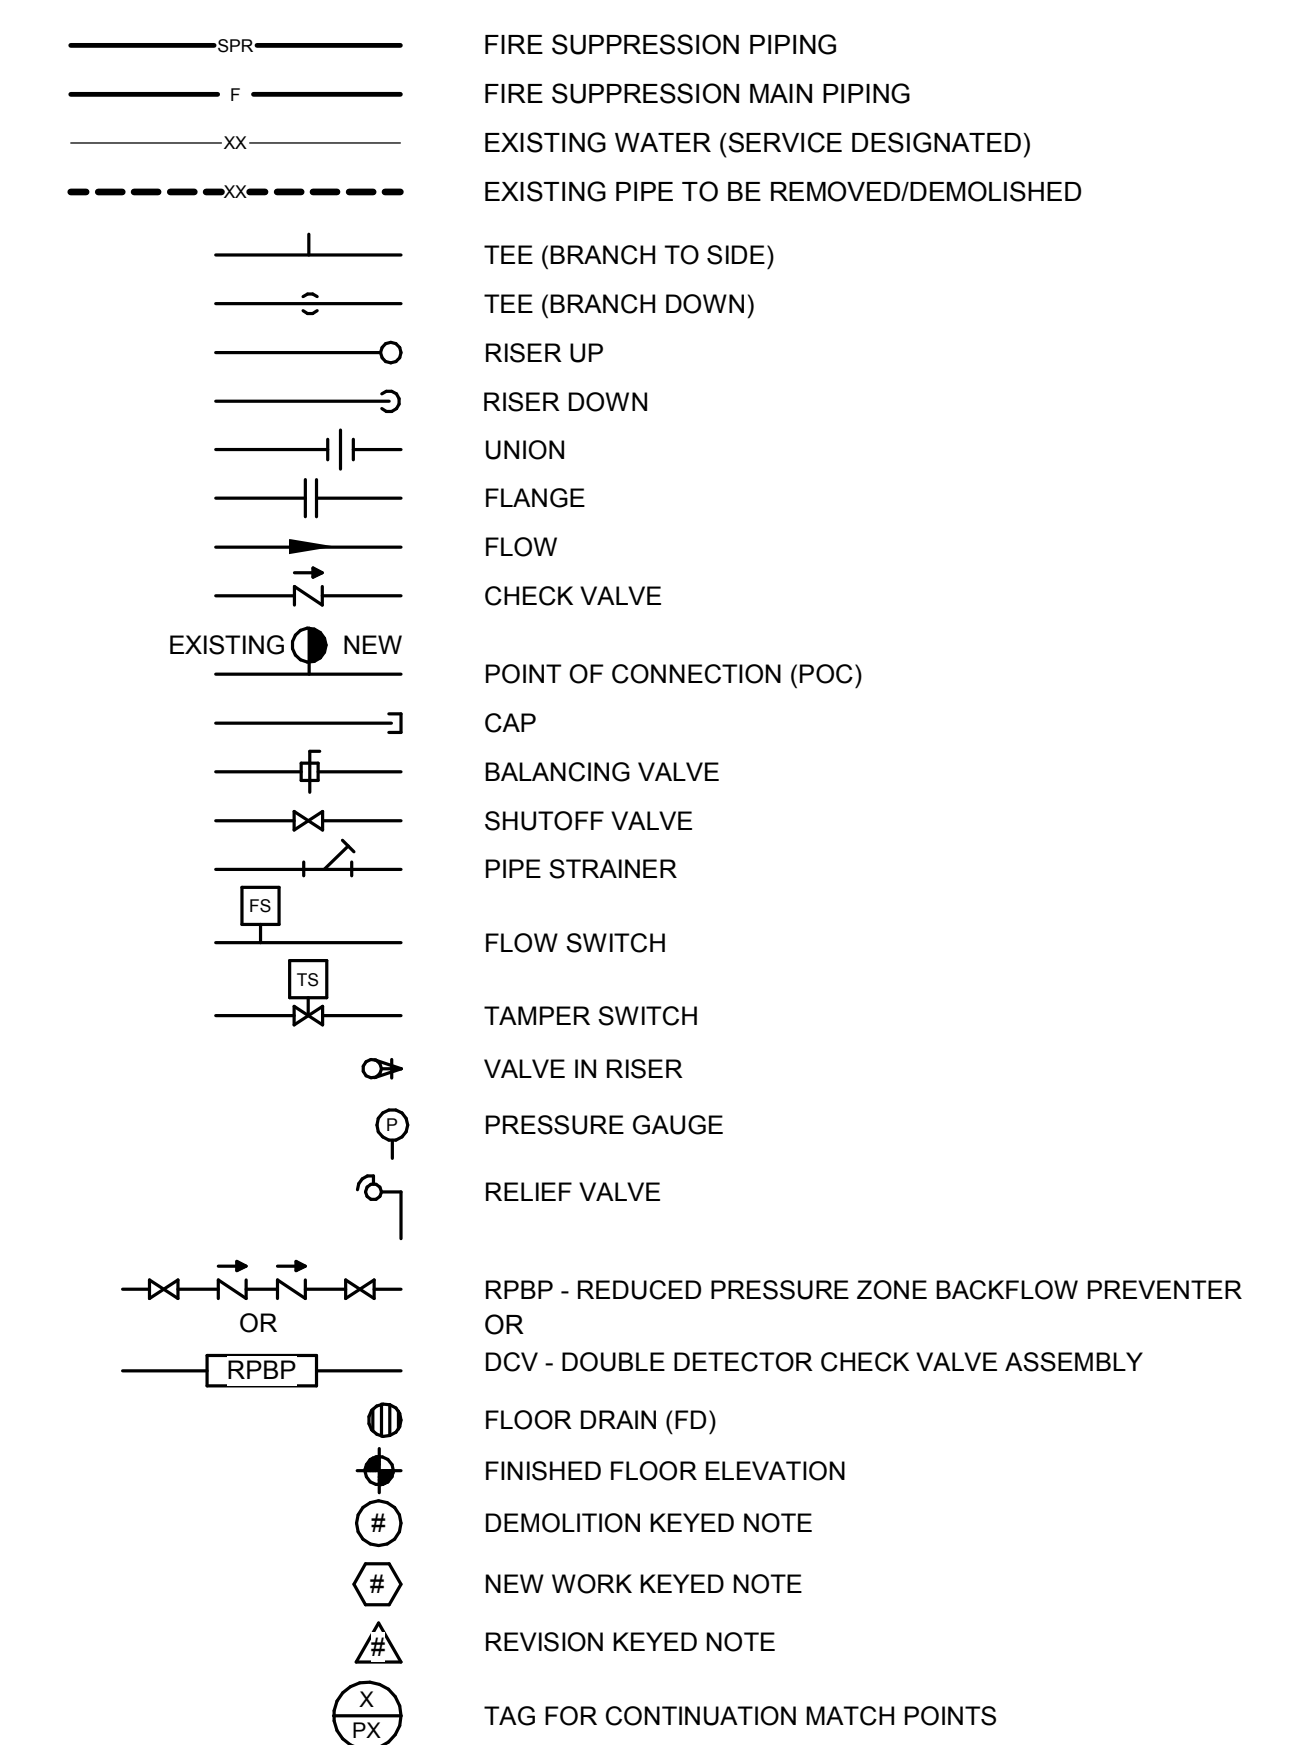 SPR FIRE SUPPRESSION PIPING
F FIRE SUPPRESSION MAIN PIPING
XX EXISTING WATER (SERVICE DESIGNATED)
XX EXISTING PIPE TO BE REMOVED/DEMOLISHED
TEE (BRANCH TO SIDE)
TEE (BRANCH DOWN)
RISER UP
RISER DOWN
UNION
FLANGE
FLOW
CHECK VALVE
EXISTING NEW
POINT OF CONNECTION (POC)
CAP
BALANCING VALVE
SHUTOFF VALVE
PIPE STRAINER
FS
FLOW SWITCH
TS
TAMPER SWITCH
VALVE IN RISER
P PRESSURE GAUGE
RELIEF VALVE
RPBP - REDUCED PRESSURE ZONE BACKFLOW PREVENTER
OR OR
RPBP DCV - DOUBLE DETECTOR CHECK VALVE ASSEMBLY
FLOOR DRAIN (FD)
FINISHED FLOOR ELEVATION
# DEMOLITION KEYED NOTE
# NEW WORK KEYED NOTE
# REVISION KEYED NOTE
X
PX
TAG FOR CONTINUATION MATCH POINTS